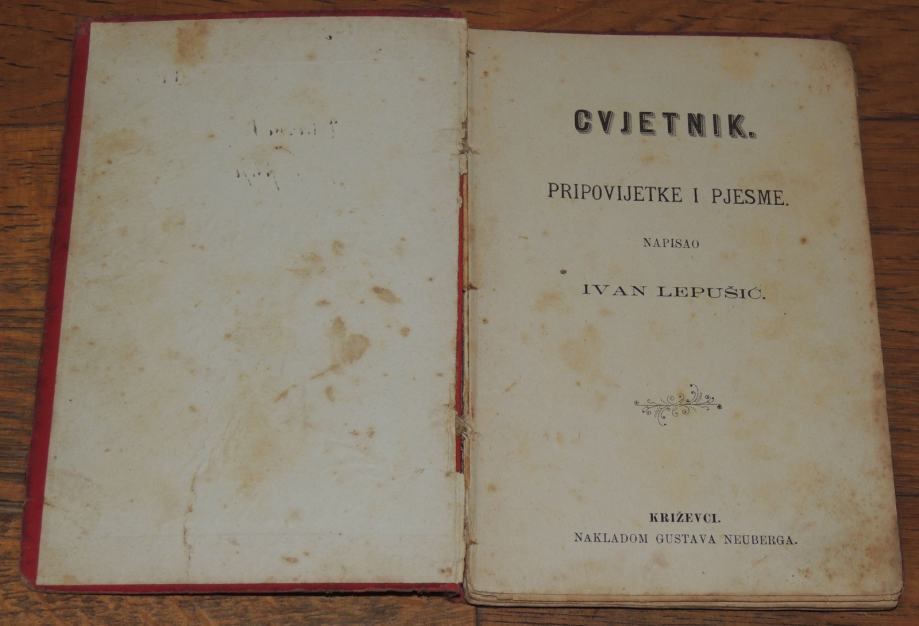 CVJETNIK.
PRIPOVIJETKE I PJESME.
NAPISAO
IVAN LEPUŠIĆ.
KRIŽEVCI.
NAKLADOM GUSTAVA NEUBERGA.